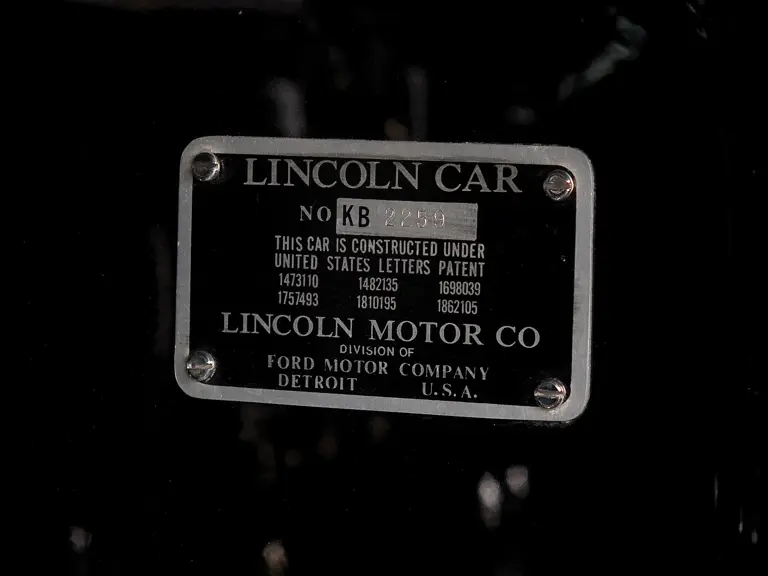 LINCOLN CAR
NO KB 2259
THIS CAR IS CONSTRUCTED UNDER
UNITED STATES LETTERS PATENT
1473110 1482135 1698039
1757493 1810195 1862105
LINCOLN MOTOR CO
DIVISION OF
FORD MOTOR COMPANY
DETROIT U.S.A.